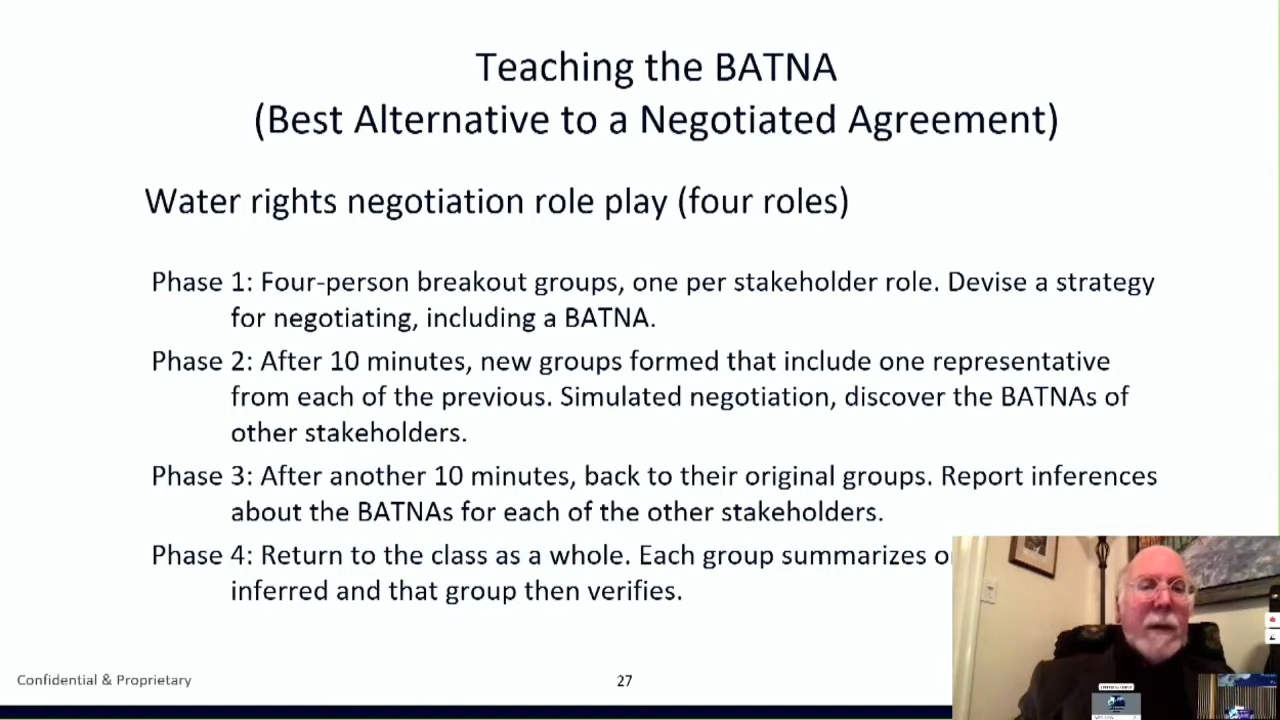 Teaching the BATNA
(Best Alternative to a Negotiated Agreement)
Water rights negotiation role play (four roles)
Phase 1: Four-person breakout groups, one per stakeholder role. Devise a strategy
for negotiating, including a BATNA.
Phase 2: After 10 minutes, new groups formed that include one representative
from each of the previous. Simulated negotiation, discover the BATNAs of
other stakeholders.
Phase 3: After another 10 minutes, back to their original groups. Report inferences
about the BATNAs for each of the other stakeholders.
Phase 4: Return to the class as a whole. Each group summarizes
inferred and that group then verifies.
Confidential & Proprietary
27